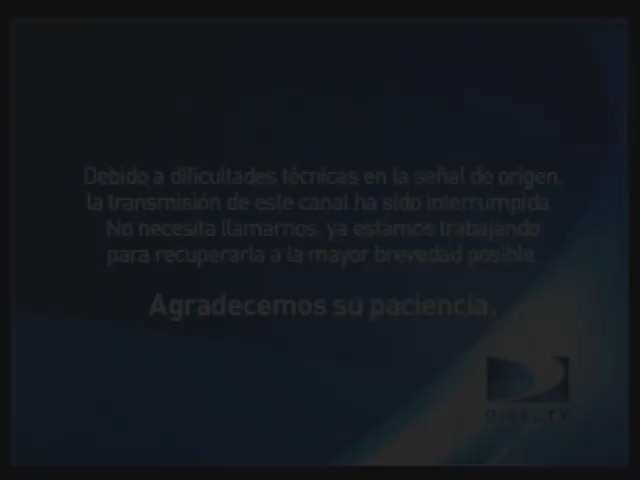 Debido a dificultades técnicas en la señal de origen,
la transmisión de este canal ha sido interrumpida
No necesita llamarnos, ya estamos trabajando
para recuperarla a la mayor brevedad posible.
Agradecemos su paciencia.
DIRECTV